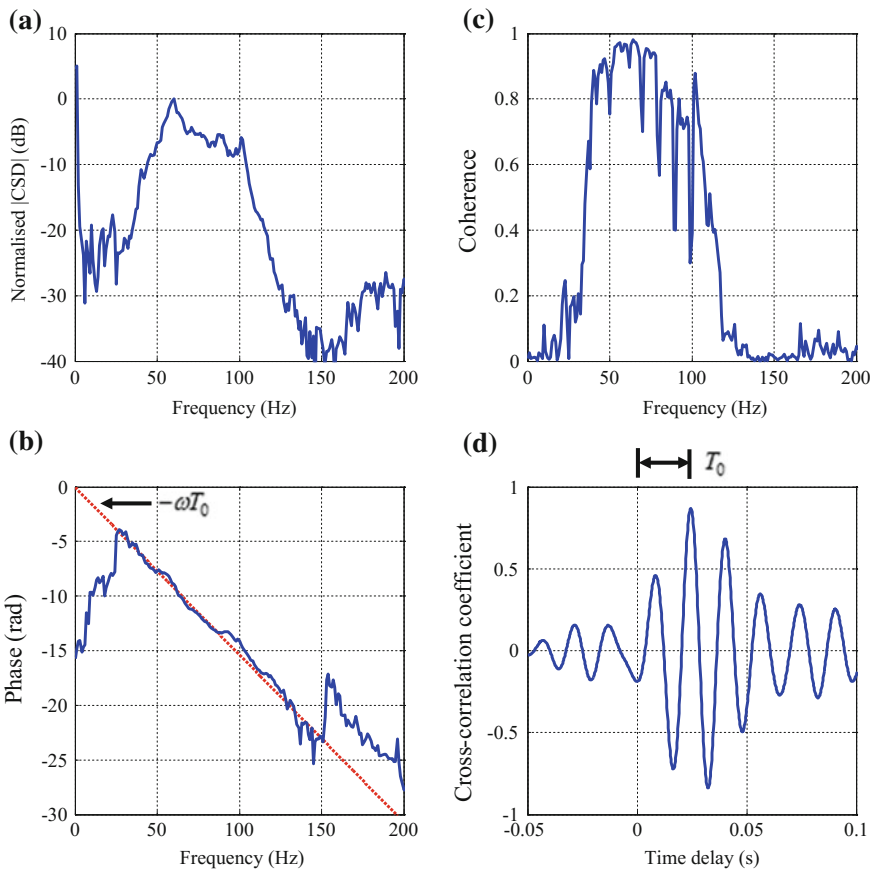 (a)
10
0
-10
-20
-30
-40
0 50 100 150 200
Normalised |CSD| (dB)
Frequency (Hz)
(c)
1
0.8
0.6
0.4
0.2
0
0 50 100 150 200
Coherence
Frequency (Hz)
(b)
0
-5
-10
-15
-20
-25
-30
0 50 100 150 200
Phase (rad)
Frequency (Hz)
−ωT₀
(d)
T₀
1
0.5
0
-0.5
-1
-0.05 0 0.05 0.1
Cross-correlation coefficient
Time delay (s)